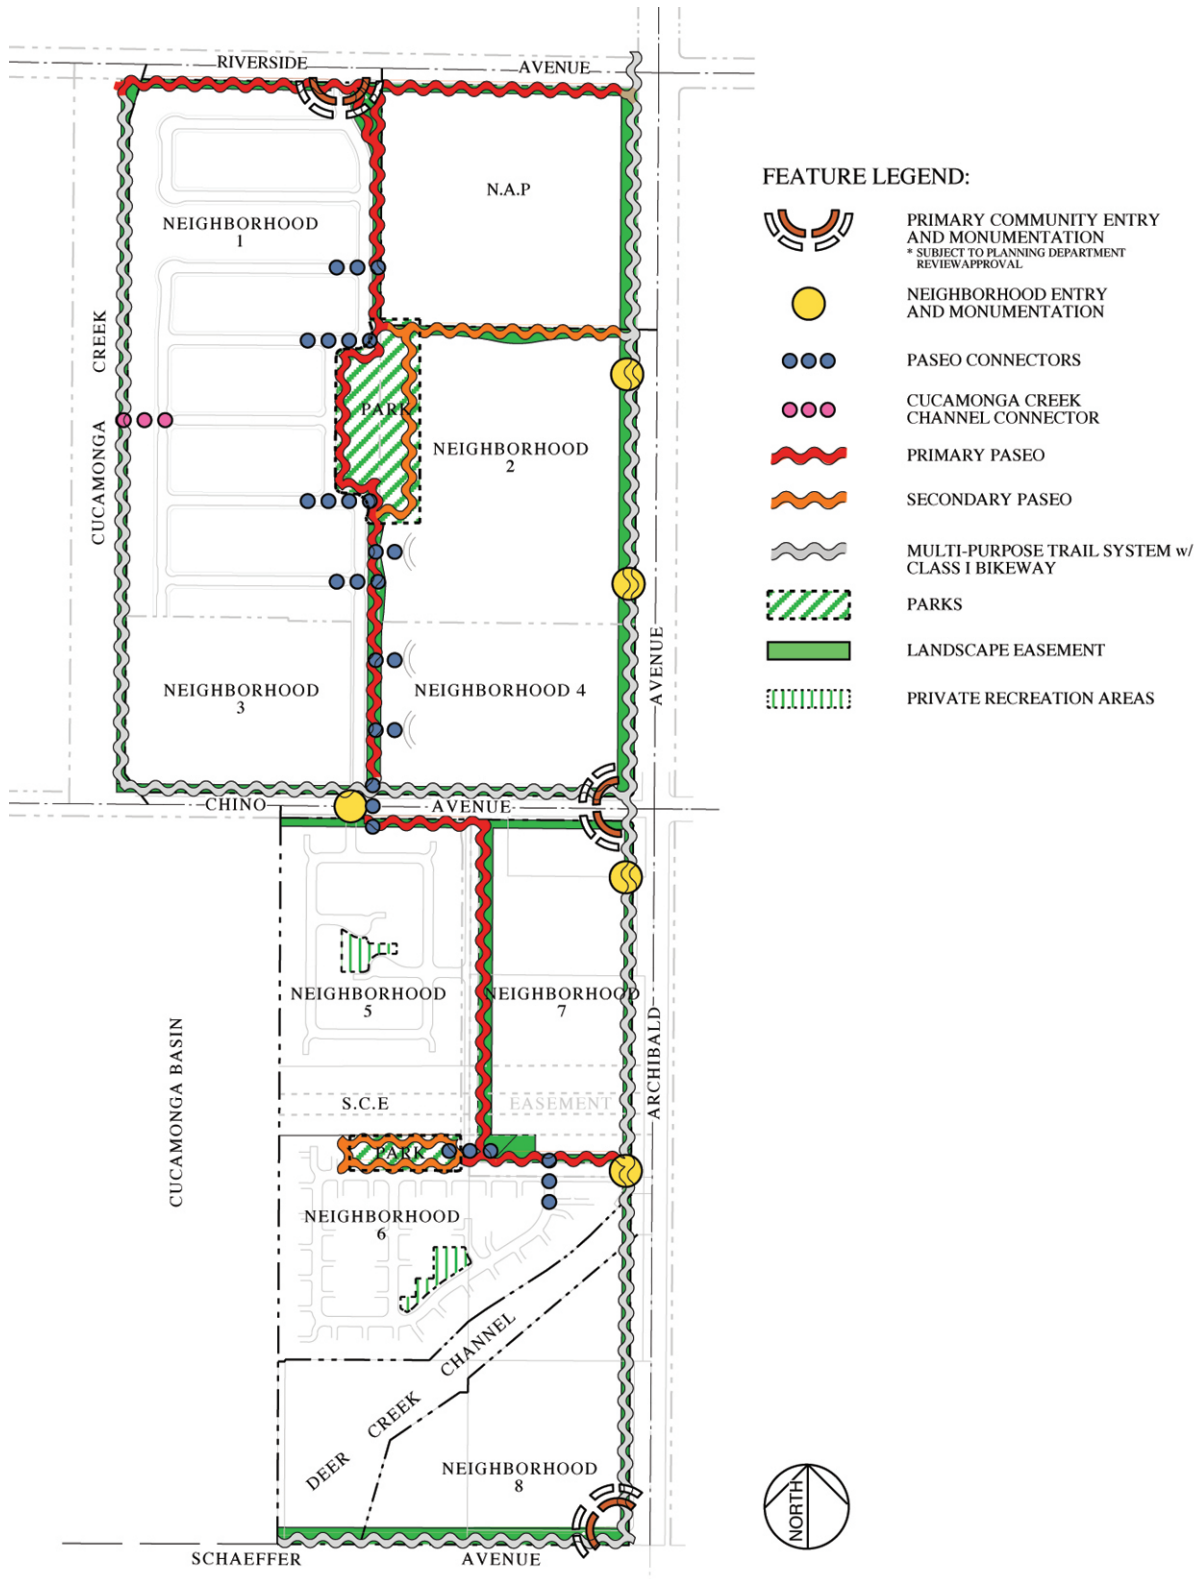 RIVERSIDE AVENUE
N.A.P
NEIGHBORHOOD
1
CUCAMONGA CREEK
PARK
NEIGHBORHOOD
2
AVENUE
NEIGHBORHOOD
3
NEIGHBORHOOD 4
CHINO AVENUE
NEIGHBORHOOD
5
NEIGHBORHOOD
7
CUCAMONGA BASIN
ARCHIBALD
S.C.E EASEMENT
PARK
NEIGHBORHOOD
6
DEER CREEK CHANNEL
NEIGHBORHOOD
8
SCHAEFFER AVENUE
FEATURE LEGEND:
PRIMARY COMMUNITY ENTRY
AND MONUMENTATION
* SUBJECT TO PLANNING DEPARTMENT
REVIEWAPPROVAL
NEIGHBORHOOD ENTRY
AND MONUMENTATION
PASEO CONNECTORS
CUCAMONGA CREEK
CHANNEL CONNECTOR
PRIMARY PASEO
SECONDARY PASEO
MULTI-PURPOSE TRAIL SYSTEM w/
CLASS I BIKEWAY
PARKS
LANDSCAPE EASEMENT
PRIVATE RECREATION AREAS
NORTH